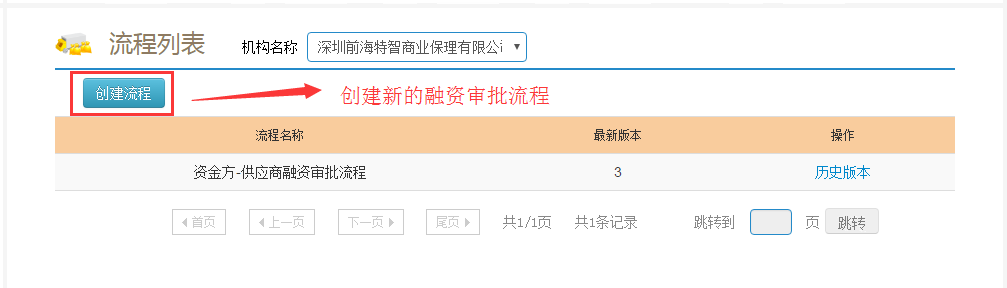 流程列表 机构名称 深圳前海特智商业保理有限公
创建流程 创建新的融资审批流程
流程名称 最新版本 操作
资金方-供应商融资审批流程 3 历史版本
首页 上一页 下一页 尾页 共1/1页 共1条记录 跳转到 页 跳转